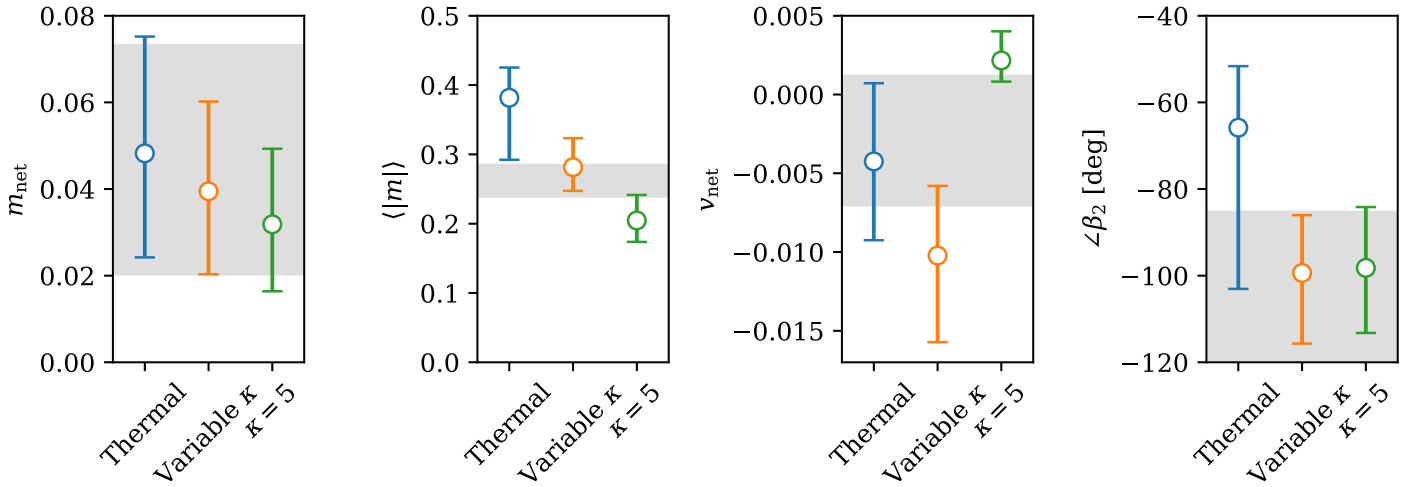 m_net
0.08
0.06
0.04
0.02
0.00
Thermal
Variable κ
κ = 5
⟨|m|⟩
0.5
0.4
0.3
0.2
0.1
0.0
Thermal
Variable κ
κ = 5
v_net
0.005
0.000
−0.005
−0.010
−0.015
Thermal
Variable κ
κ = 5
∠β₂ [deg]
−40
−60
−80
−100
−120
Thermal
Variable κ
κ = 5